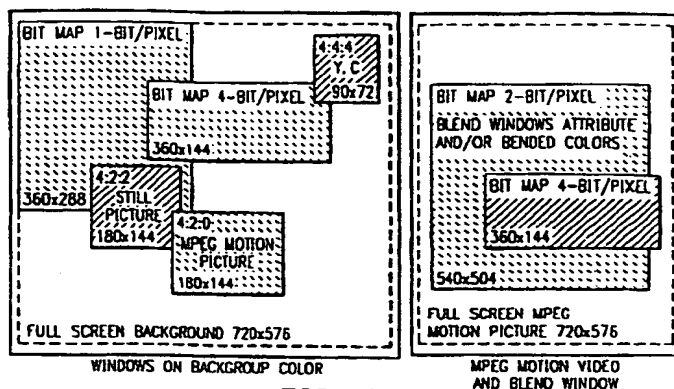 BIT MAP 1-BIT/PIXEL
4:4:4
Y, C
90x72
BIT MAP 4-BIT/PIXEL
360x144
360x288
4:2:2
STILL
PICTURE
180x144
4:2:0
MPEG MOTION
PICTURE
180x144
FULL SCREEN BACKGROUND 720x576
WINDOWS ON BACKGROUP COLOR
BIT MAP 2-BIT/PIXEL
BLEND WINDOWS ATTRIBUTE
AND/OR BENDED COLORS
BIT MAP 4-BIT/PIXEL
360x144
540x504
FULL SCREEN MPEG
MOTION PICTURE 720x576
MPEG MOTION VIDEO
AND BLEND WINDOW